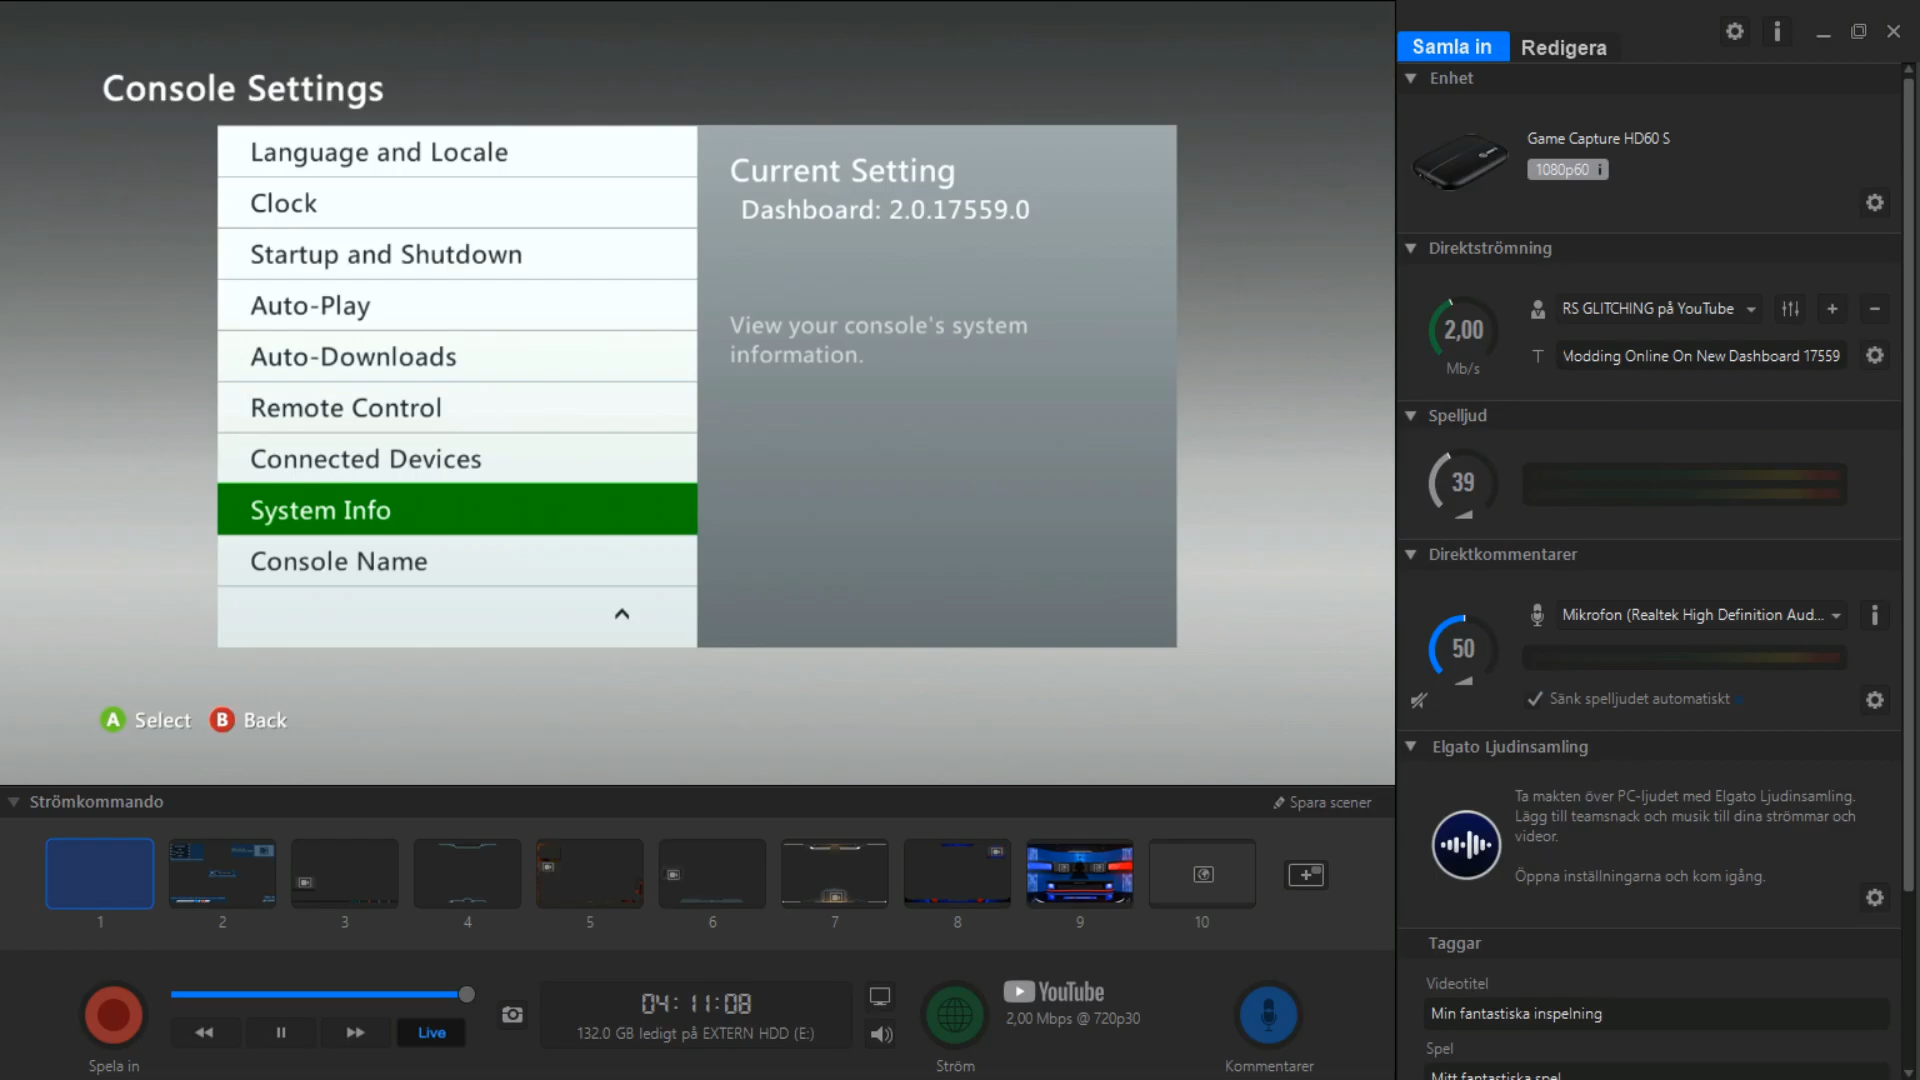 Console Settings
Language and Locale
Clock
Startup and Shutdown
Auto-Play
Auto-Downloads
Remote Control
Connected Devices
System Info
Console Name
Current Setting
Dashboard: 2.0.17559.0
View your console's system
information.
A Select B Back
Strömkommando
Spara scener
1 2 3 4 5 6 7 8 9 10
Spela in
Live
04:11:08
132.0 GB ledigt på EXTERN HDD (E:)
Ström
YouTube
2,00 Mbps @ 720p30
Kommentarer
Samla in Redigera
Enhet
Game Capture HD60 S
1080p60 i
Direktströmning
2,00
Mb/s
RS GLITCHING på YouTube
T Modding Online On New Dashboard 17559
Spelljud
39
Direktkommentarer
50
Mikrofon (Realtek High Definition Aud...
Sänk spelljudet automatiskt
Elgato Ljudinsamling
Ta makten över PC-ljudet med Elgato Ljudinsamling.
Lägg till teamsnack och musik till dina strömmar och
videor.
Öppna inställningarna och kom igång.
Taggar
Videotitel
Min fantastiska inspelning
Spel
Mitt fantastiska spel